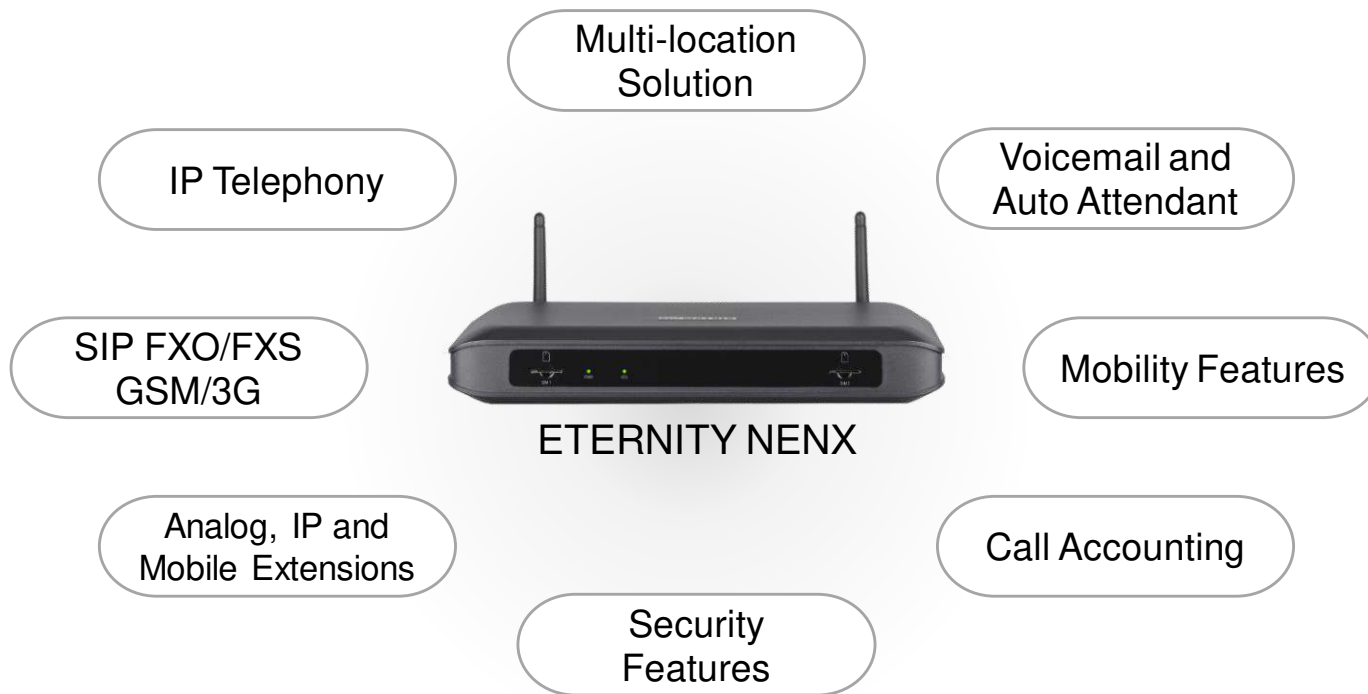 Multi-location
Solution
IP Telephony
Voicemail and
Auto Attendant
SIP FXO/FXS
GSM/3G
Mobility Features
ETERNITY NENX
Analog, IP and
Mobile Extensions
Call Accounting
Security
Features